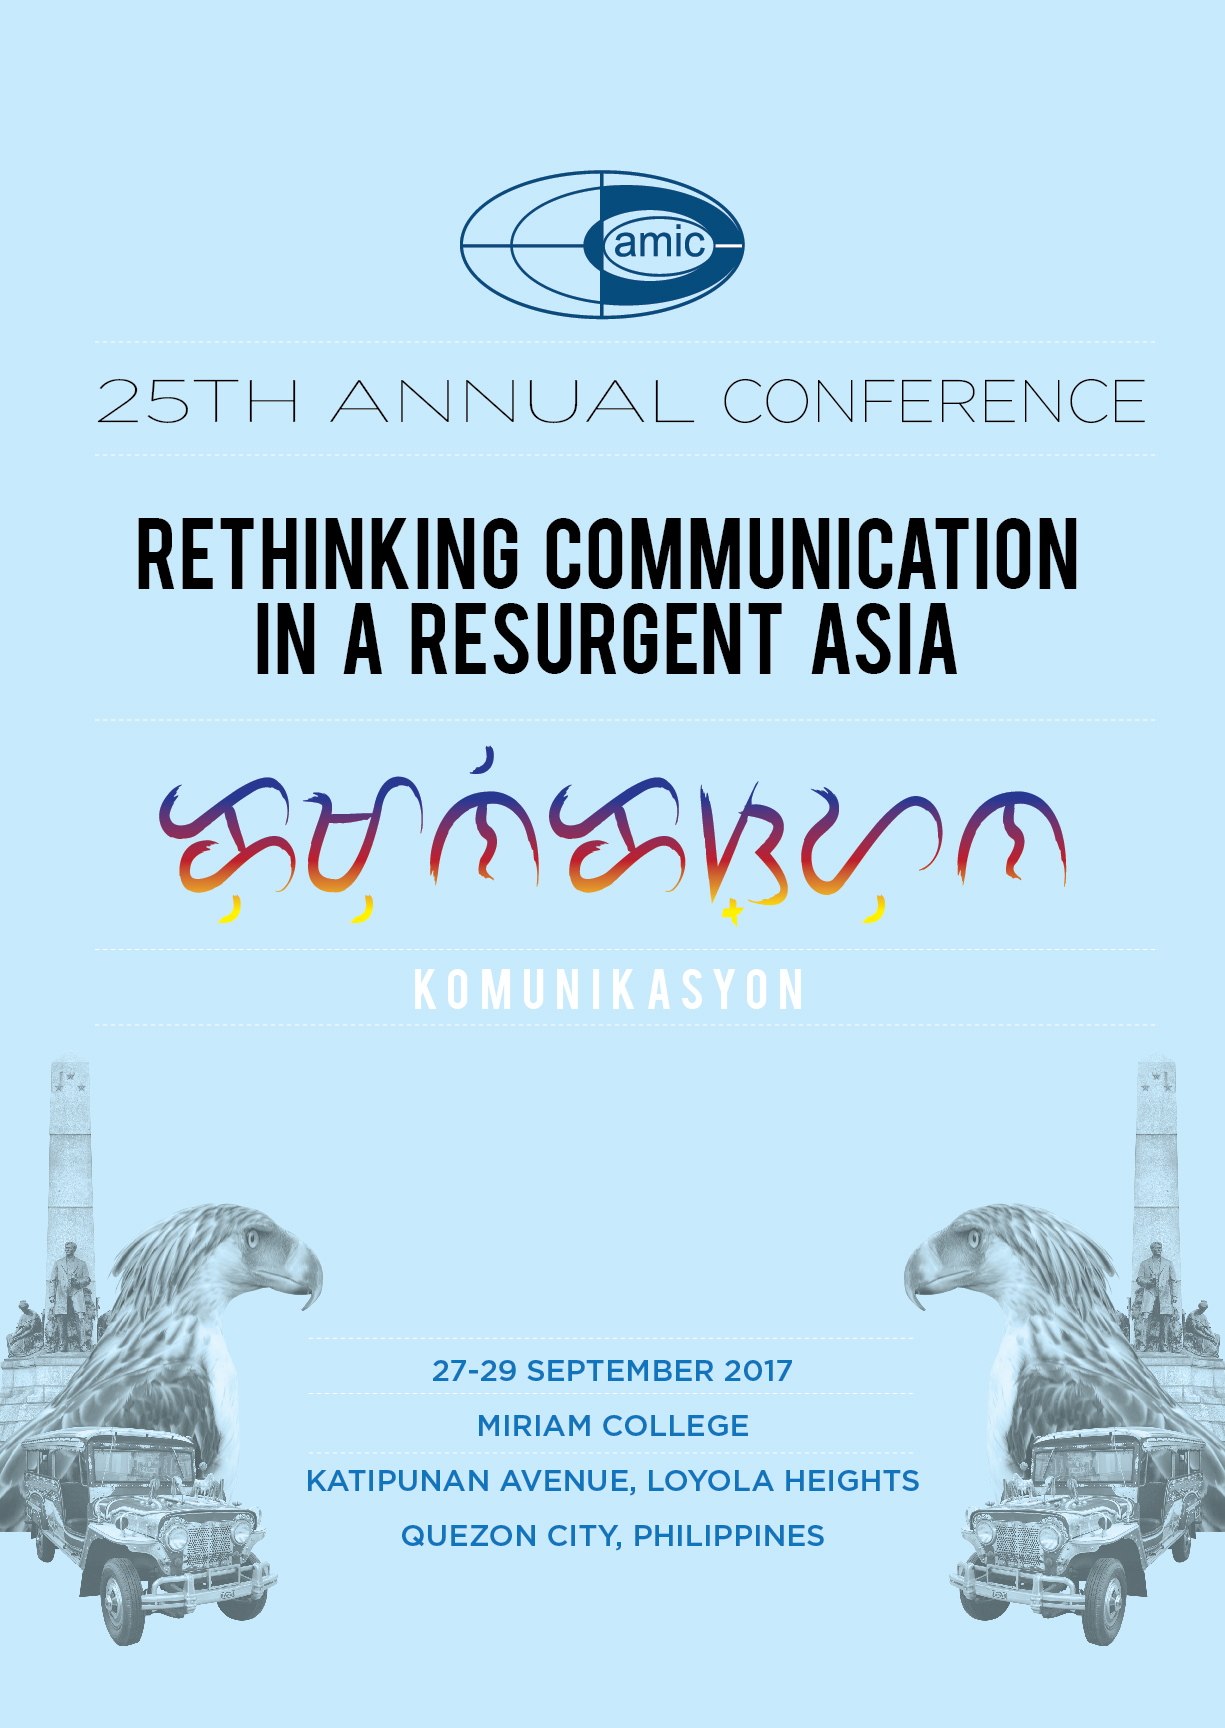 amic
25TH ANNUAL CONFERENCE
RETHINKING COMMUNICATION
IN A RESURGENT ASIA
ᜃᜓᜋᜓᜈᜒᜃᜐ᜔ᜌᜓᜈ
KOMUNIKASYON
27-29 SEPTEMBER 2017
MIRIAM COLLEGE
KATIPUNAN AVENUE, LOYOLA HEIGHTS
QUEZON CITY, PHILIPPINES